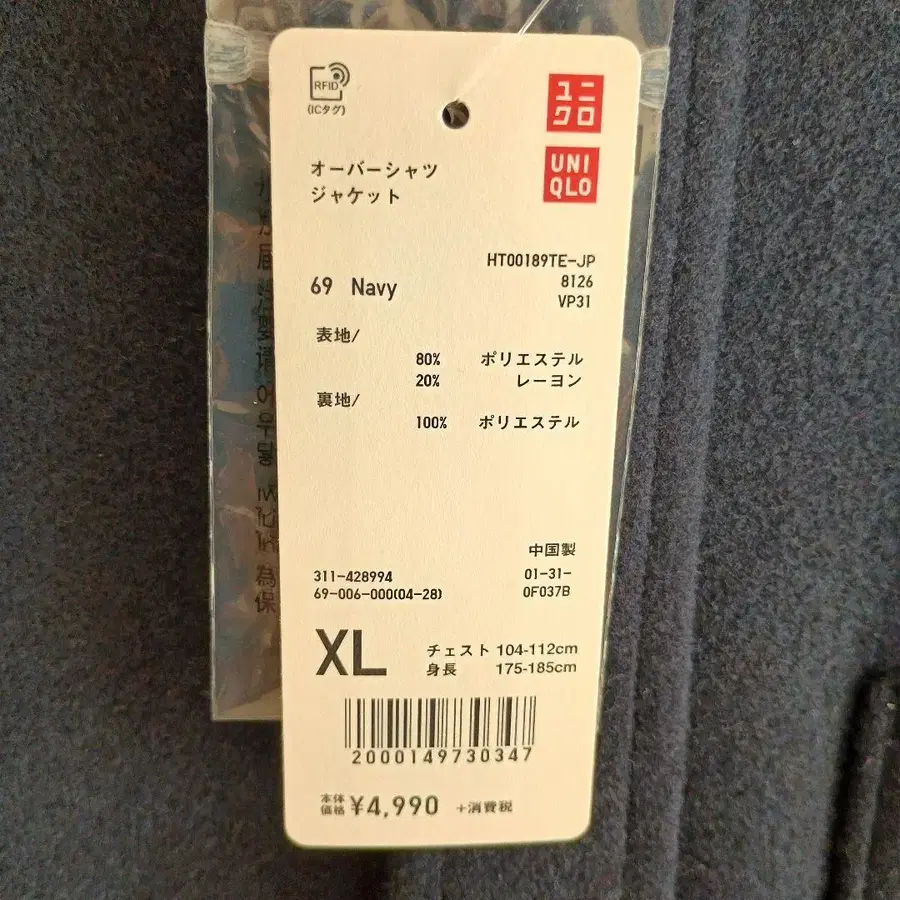 RFID
(ICタグ)
ユニ
クロ
UNI
QLO
オーバーシャツ
ジャケット
HT00189TE-JP
69 Navy
8126
VP31
表地/
80% ポリエステル
20% レーヨン
裏地/
100% ポリエステル
中国製
311-428994
01-31-
69-006-000(04-28)
0F037B
XL
チェスト 104-112cm
身長 175-185cm
2000149730347
本体
価格 ¥4,990 +消費税